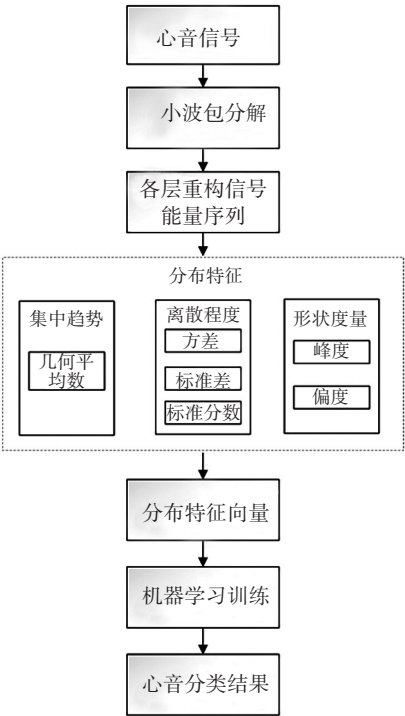 心音信号
小波包分解
各层重构信号
能量序列
分布特征
集中趋势
几何平
均数
离散程度
方差
标准差
标准分数
形状度量
峰度
偏度
分布特征向量
机器学习训练
心音分类结果